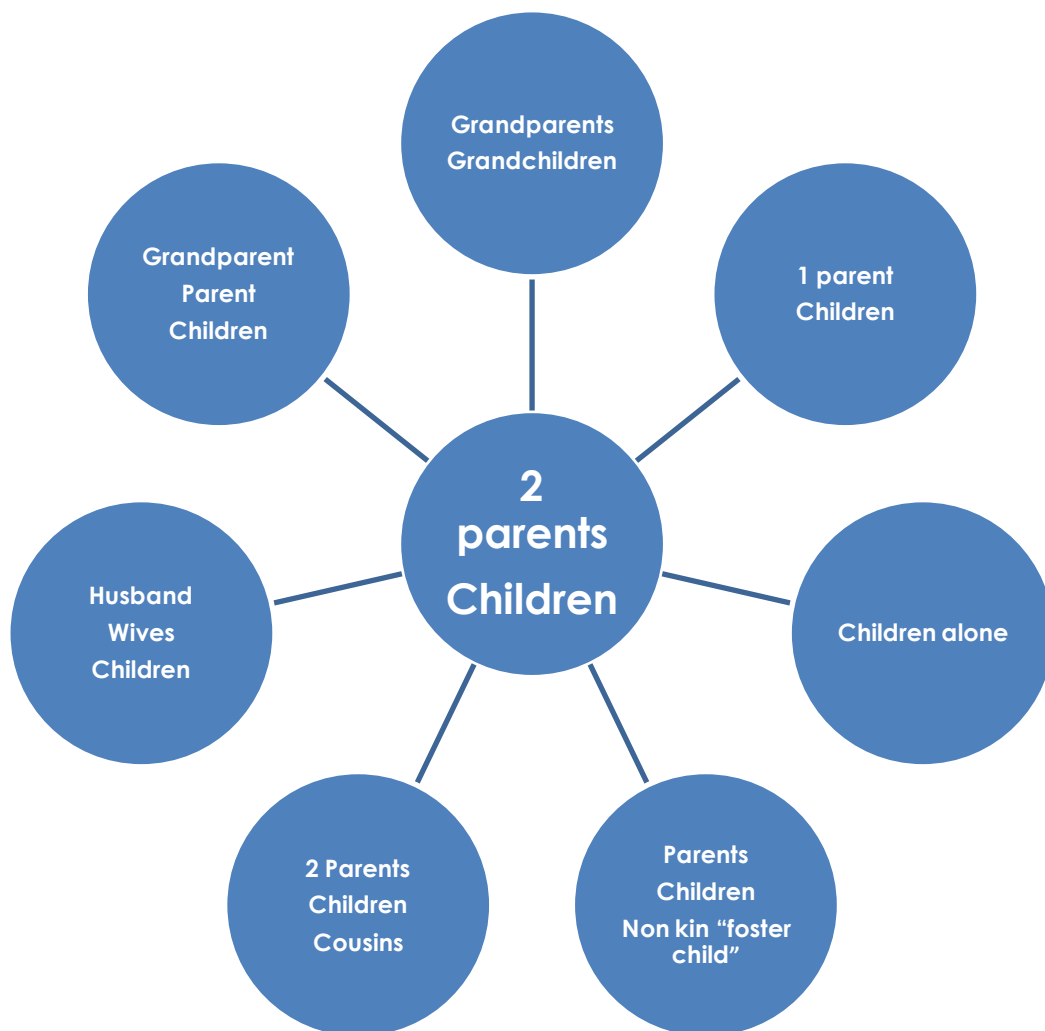 Grandparents
Grandchildren
1 parent
Children
Children alone
Parents
Children
Non kin “foster
child”
2 Parents
Children
Cousins
Husband
Wives
Children
Grandparent
Parent
Children
2
parents
Children